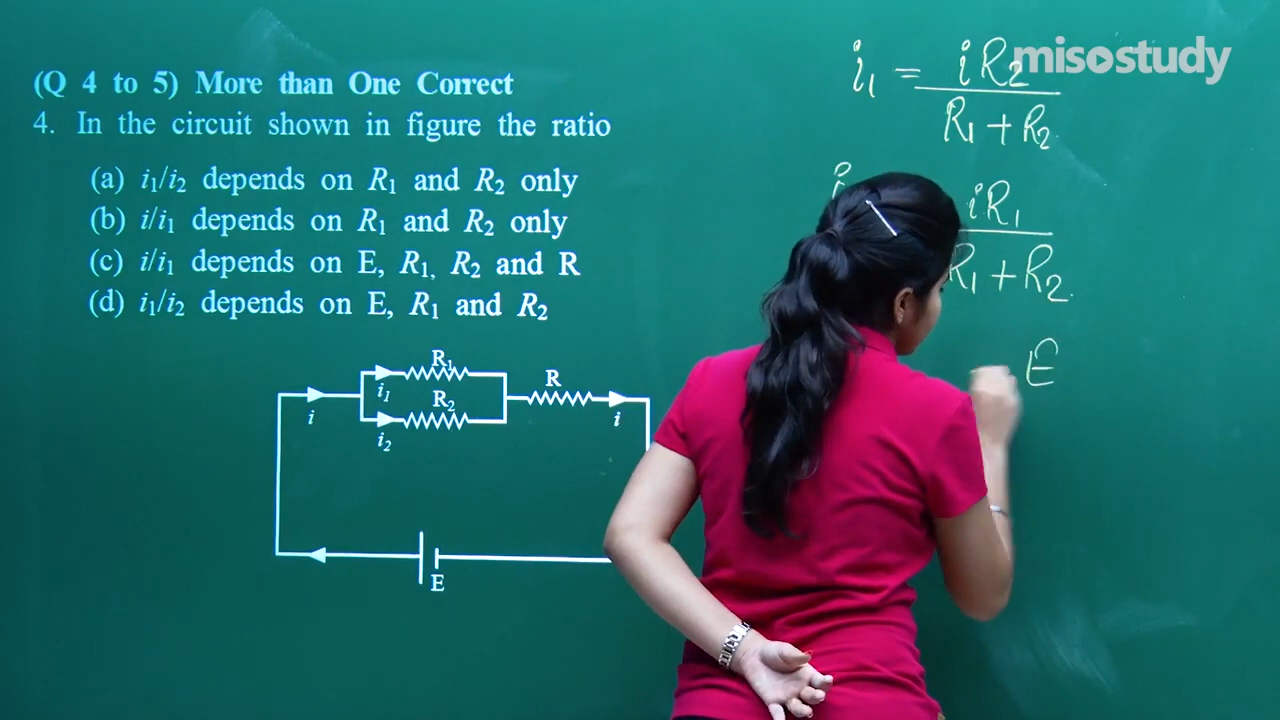 misostudy
(Q 4 to 5) More than One Correct
4. In the circuit shown in figure the ratio
(a) i₁/i₂ depends on R₁ and R₂ only
(b) i/i₁ depends on R₁ and R₂ only
(c) i/i₁ depends on E, R₁, R₂ and R
(d) i₁/i₂ depends on E, R₁ and R₂
i₁ = iR₂
R₁ + R₂
iR₁
R₁ + R₂
E
R₁
i₁
R
R₂
i
i
i₂
E